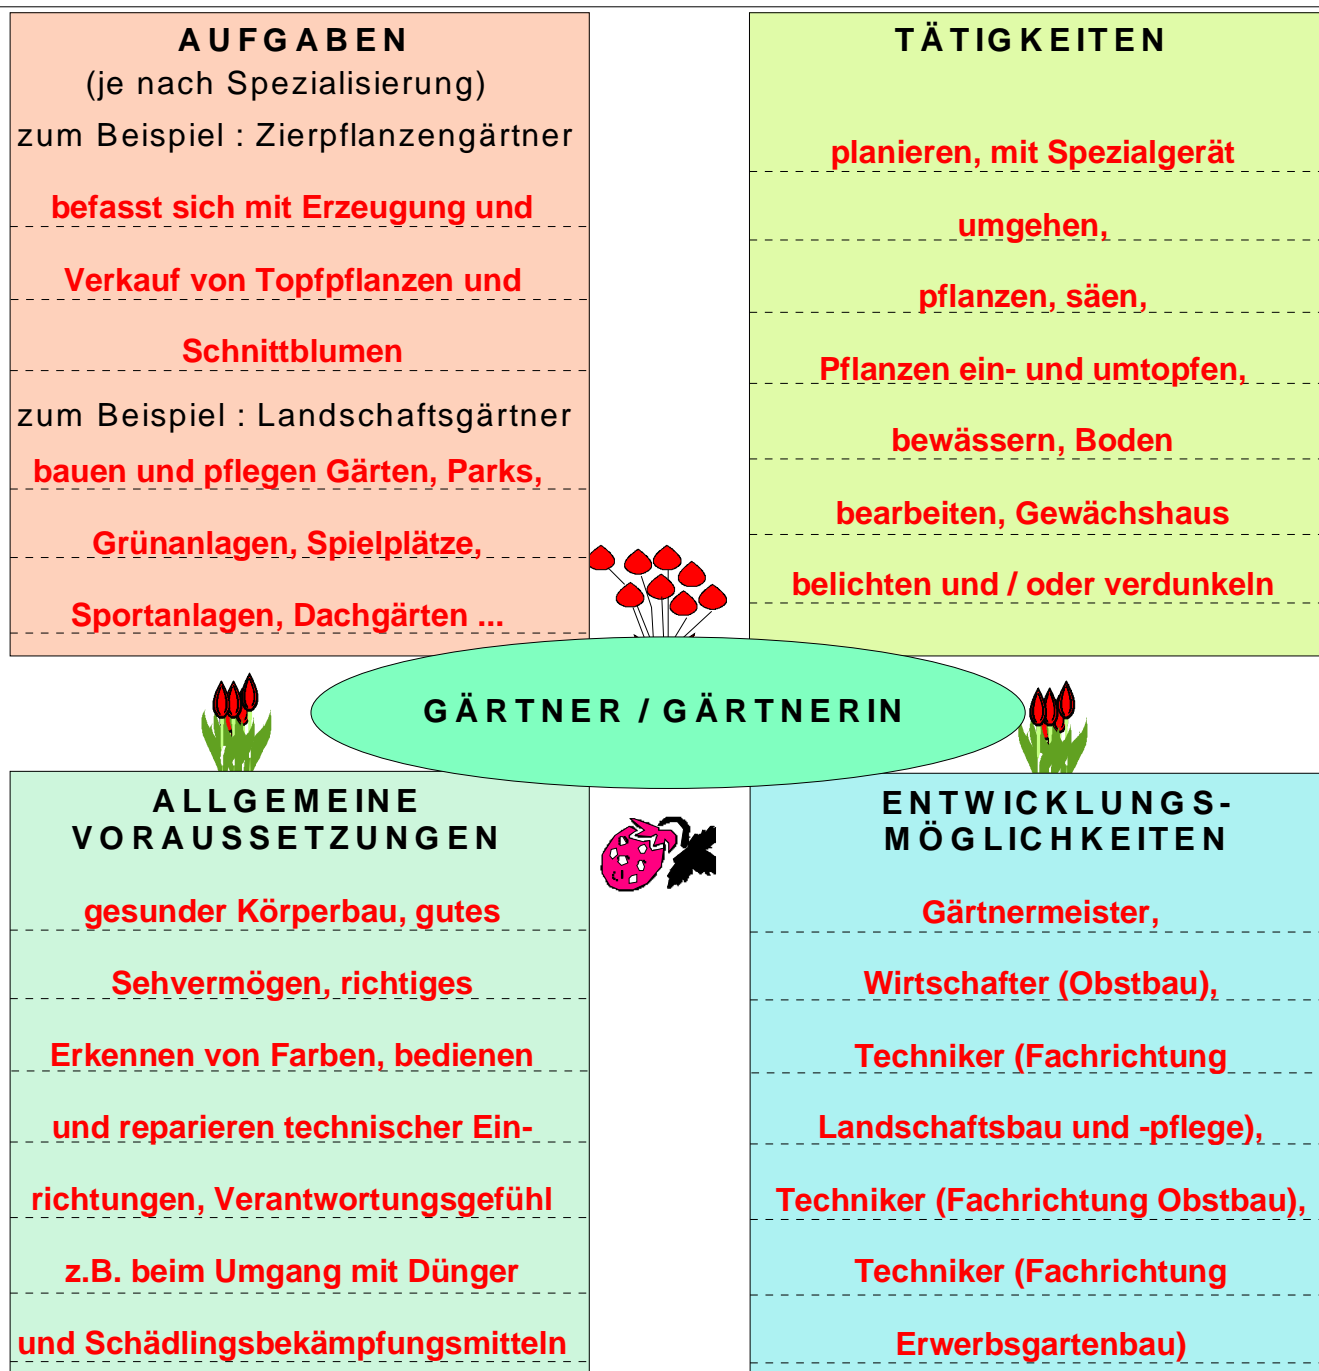 AUFGABEN
(je nach Spezialisierung)
zum Beispiel : Zierpflanzengärtner
befasst sich mit Erzeugung und
Verkauf von Topfpflanzen und
Schnittblumen
zum Beispiel : Landschaftsgärtner
bauen und pflegen Gärten, Parks,
Grünanlagen, Spielplätze,
Sportanlagen, Dachgärten ...
TÄTIGKEITEN
planieren, mit Spezialgerät
umgehen,
pflanzen, säen,
Pflanzen ein- und umtopfen,
bewässern, Boden
bearbeiten, Gewächshaus
belichten und / oder verdunkeln
GÄRTNER / GÄRTNERIN
ALLGEMEINE
VORAUSSETZUNGEN
gesunder Körperbau, gutes
Sehvermögen, richtiges
Erkennen von Farben, bedienen
und reparieren technischer Ein-
richtungen, Verantwortungsgefühl
z.B. beim Umgang mit Dünger
und Schädlingsbekämpfungsmitteln
ENTWICKLUNGS-
MÖGLICHKEITEN
Gärtnermeister,
Wirtschafter (Obstbau),
Techniker (Fachrichtung
Landschaftsbau und -pflege),
Techniker (Fachrichtung Obstbau),
Techniker (Fachrichtung
Erwerbsgartenbau)